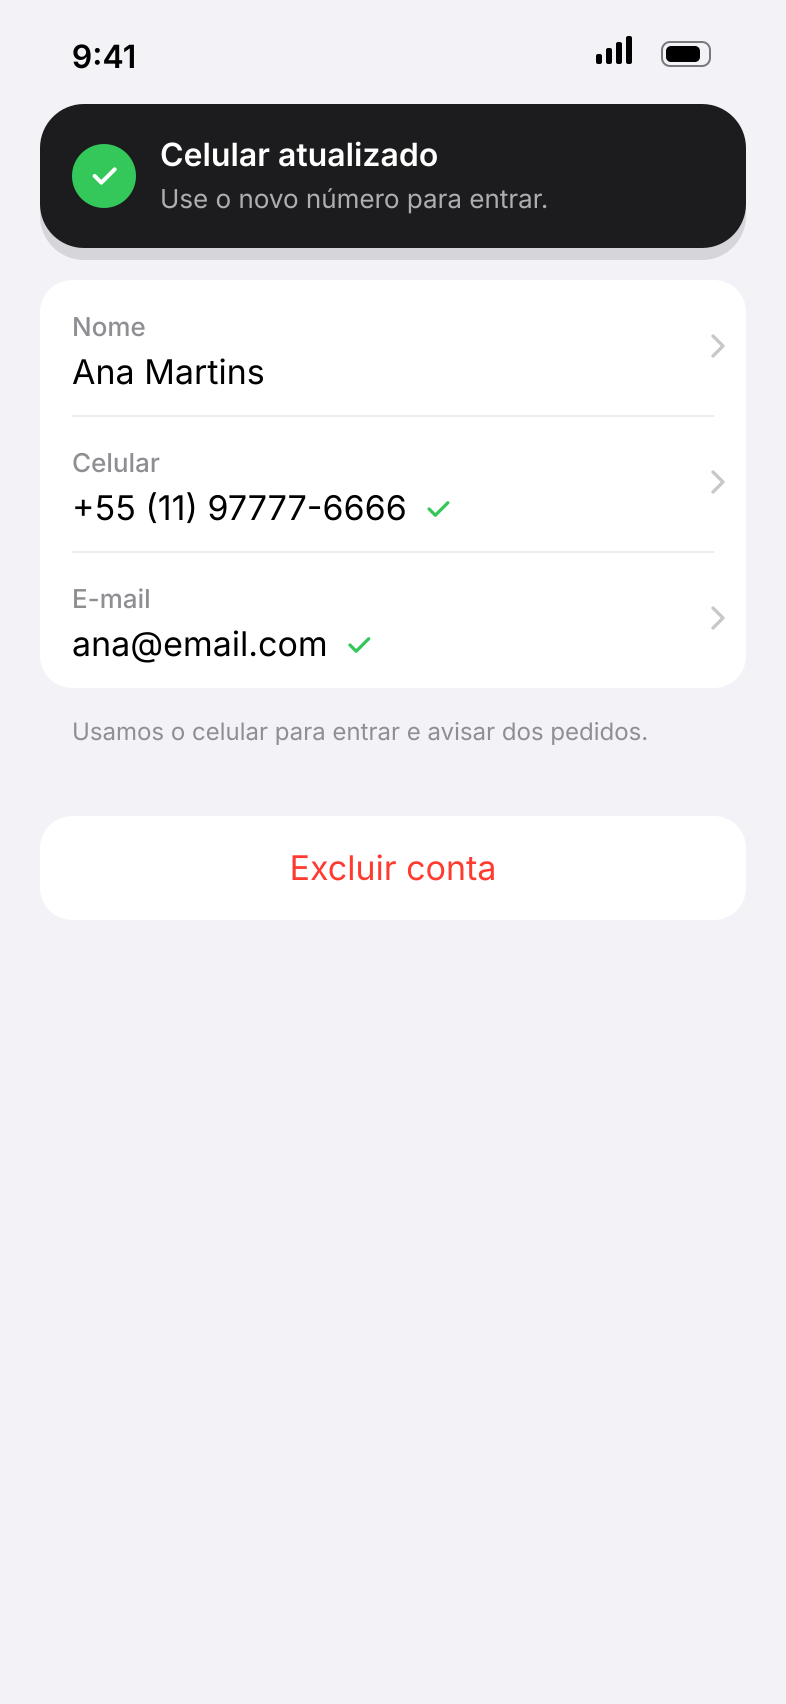 9:41
Celular atualizado
Use o novo número para entrar.
Nome
Ana Martins
Celular
+55 (11) 97777-6666
E-mail
ana@email.com
Usamos o celular para entrar e avisar dos pedidos.
Excluir conta